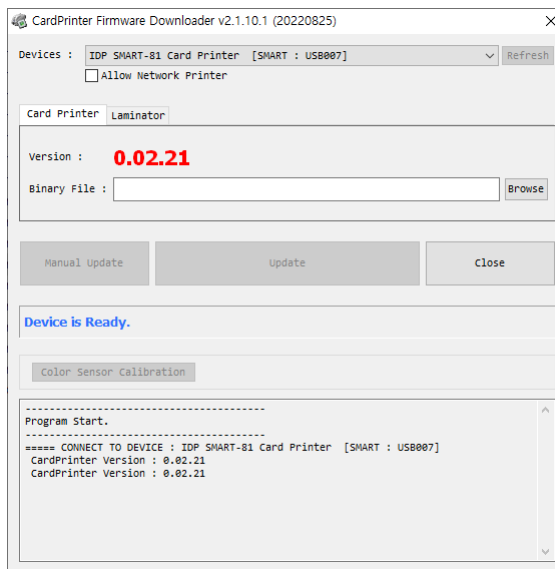 CardPrinter Firmware Downloader v2.1.10.1 (20220825)
Devices : IDP SMART-81 Card Printer [SMART : USB007] Refresh
Allow Network Printer
Card Printer Laminator
Version : 0.02.21
Binary File : Browse
Manual Update Update Close
Device is Ready.
Color Sensor Calibration
----------------------------------------
Program Start.
----------------------------------------
===== CONNECT TO DEVICE : IDP SMART-81 Card Printer [SMART : USB007]
CardPrinter Version : 0.02.21
CardPrinter Version : 0.02.21